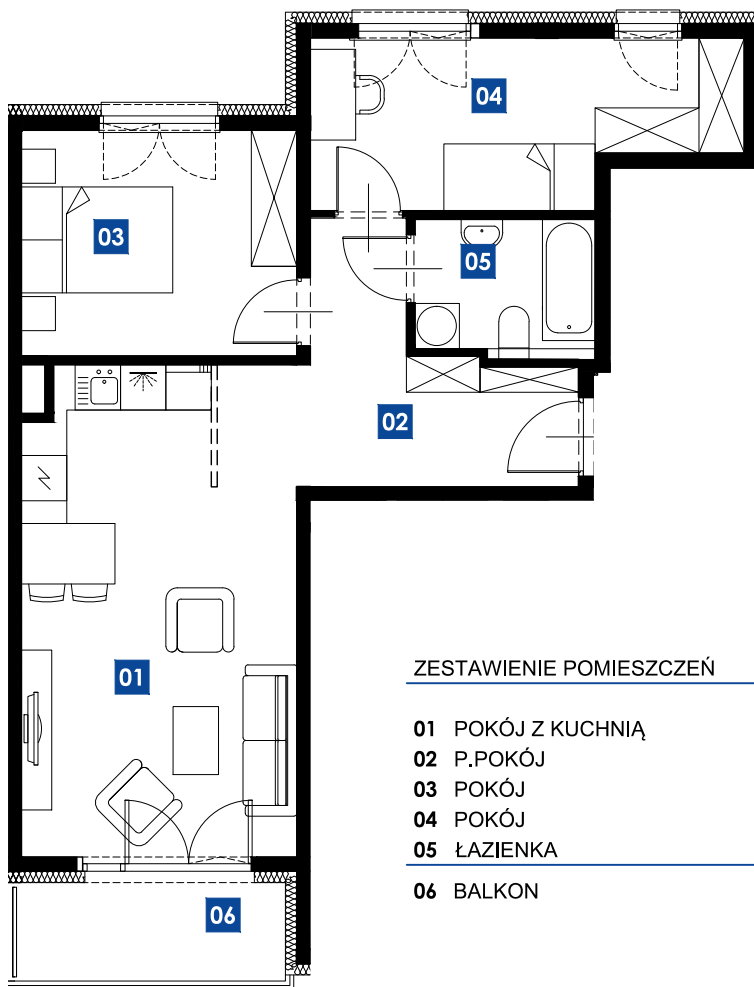 04
03
05
02
01
ZESTAWIENIE POMIESZCZEŃ
01 POKÓJ Z KUCHNIĄ
02 P.POKÓJ
03 POKÓJ
04 POKÓJ
05 ŁAZIENKA
06 BALKON
06